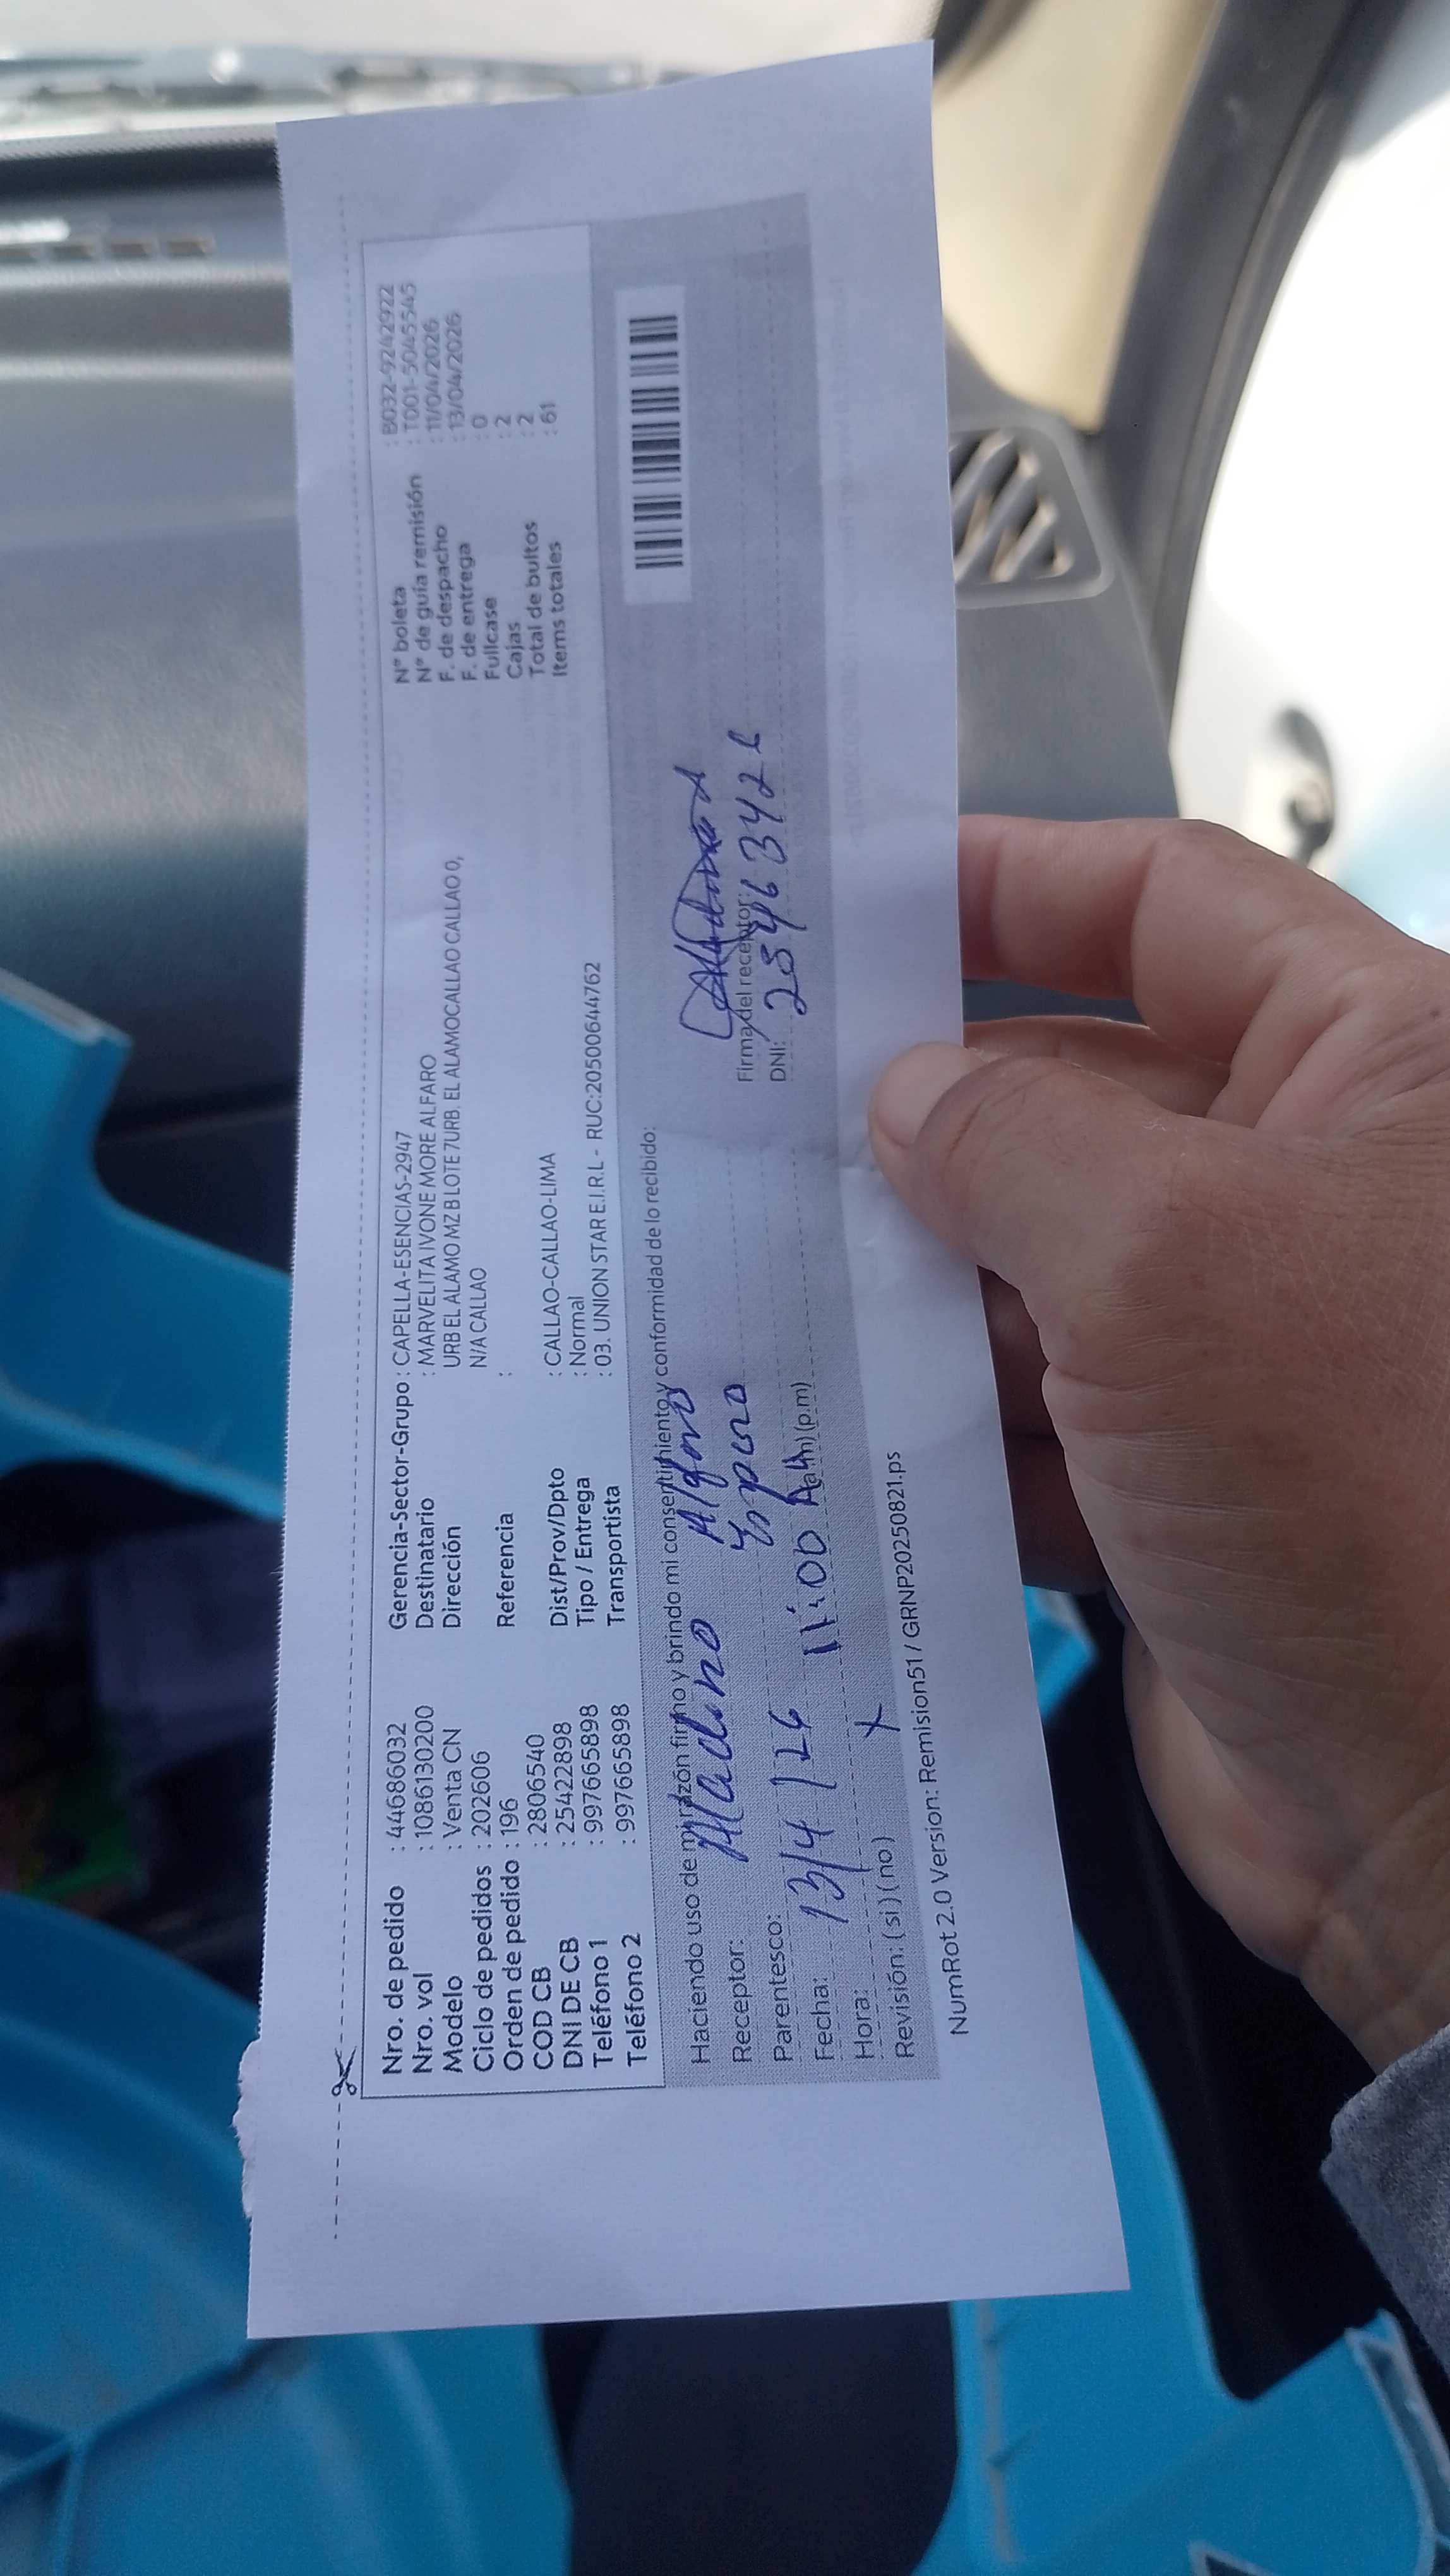 Nro. de pedido : 44686032 Gerencia-Sector-Grupo : CAPELLA-ESENCIAS-2947 N° boleta : B032-9242922
Nro. vol : 1086130200 Destinatario : MARVELITA IVONE MORE ALFARO N° de guía remisión : T001-5045545
Modelo : Venta CN Dirección URB EL ALAMO MZ B LOTE 7URB. EL ALAMOCALLAO CALLAO 0, F. de despacho : 11/04/2026
Ciclo de pedidos : 202606 N/A CALLAO F. de entrega : 13/04/2026
Orden de pedido : 196 Referencia : Fullcase : 0
COD CB : 2806540 Cajas : 2
DNI DE CB : 25422898 Dist/Prov/Dpto : CALLAO-CALLAO-LIMA Total de bultos : 2
Teléfono 1 : 997665898 Tipo / Entrega : Normal Items totales : 61
Teléfono 2 : 997665898 Transportista : 03. UNION STAR E.I.R.L - RUC:20500644762
Haciendo uso de mi razón firmo y brindo mi consentimiento y conformidad de lo recibido:
Receptor: Aladino Alfaro
Parentesco: Esposo Firma del receptor:
Fecha: 13/4/26 DNI: 25463422
Hora: 11:00 (a.m) (p.m)
Revisión: (si) (no) X
NumRot 2.0 Version: Remision51 / GRNP20250821.ps